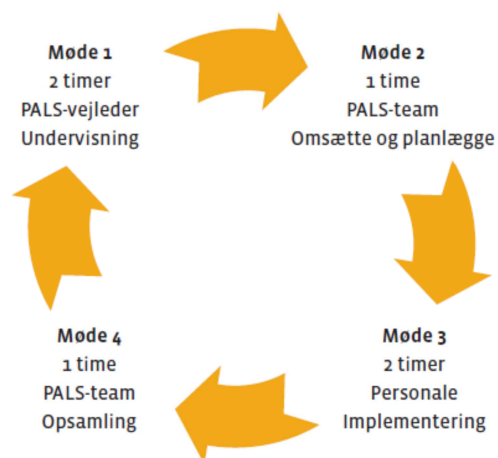 Møde 1
2 timer
PALS-vejleder
Undervisning
Møde 2
1 time
PALS-team
Omsætte og planlægge
Møde 3
2 timer
Personale
Implementering
Møde 4
1 time
PALS-team
Opsamling